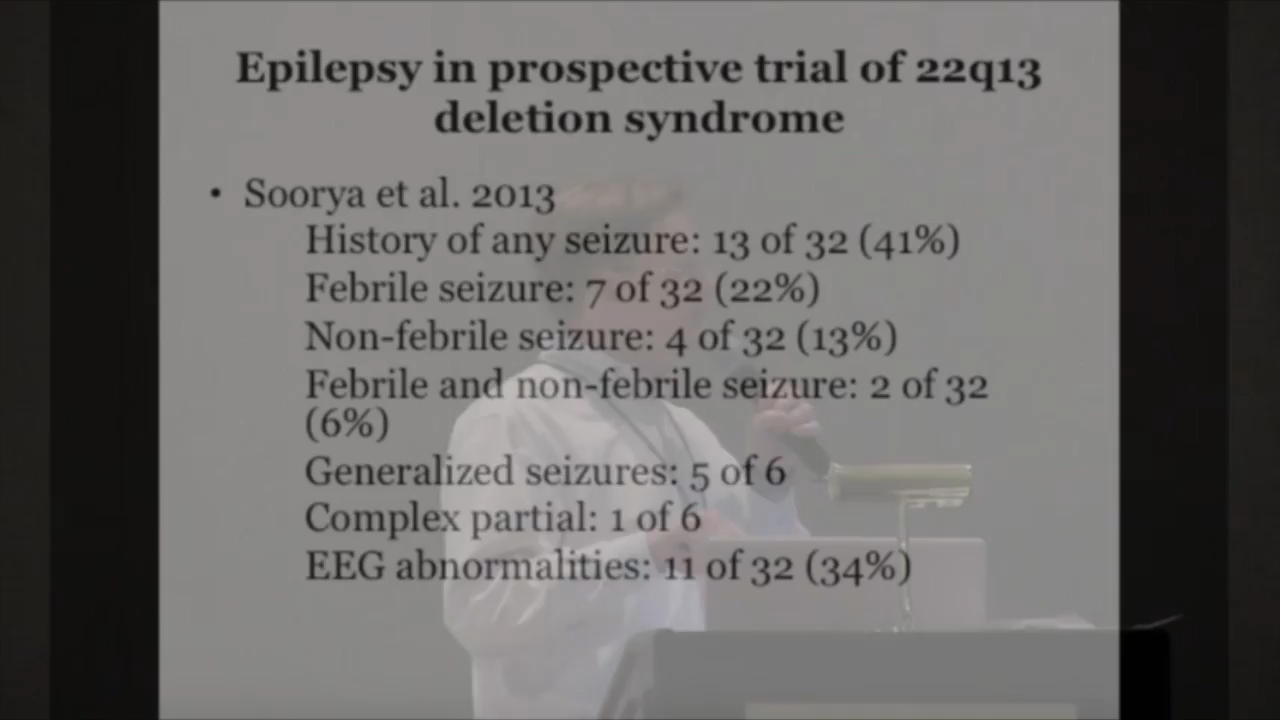 Epilepsy in prospective trial of 22q13
deletion syndrome
• Soorya et al. 2013
History of any seizure: 13 of 32 (41%)
Febrile seizure: 7 of 32 (22%)
Non-febrile seizure: 4 of 32 (13%)
Febrile and non-febrile seizure: 2 of 32
(6%)
Generalized seizures: 5 of 6
Complex partial: 1 of 6
EEG abnormalities: 11 of 32 (34%)